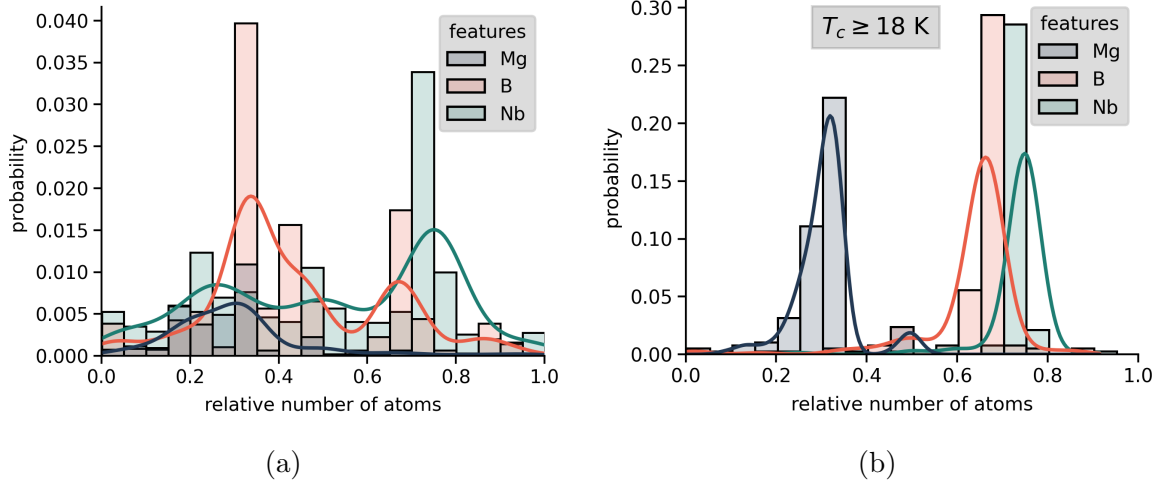 0.040
0.035
0.030
0.025
0.020
0.015
0.010
0.005
0.000
probability
0.0 0.2 0.4 0.6 0.8 1.0
relative number of atoms
features
Mg
B
Nb
(a)
0.30
0.25
0.20
0.15
0.10
0.05
0.00
probability
0.0 0.2 0.4 0.6 0.8 1.0
relative number of atoms
T_c ≥ 18 K
features
Mg
B
Nb
(b)